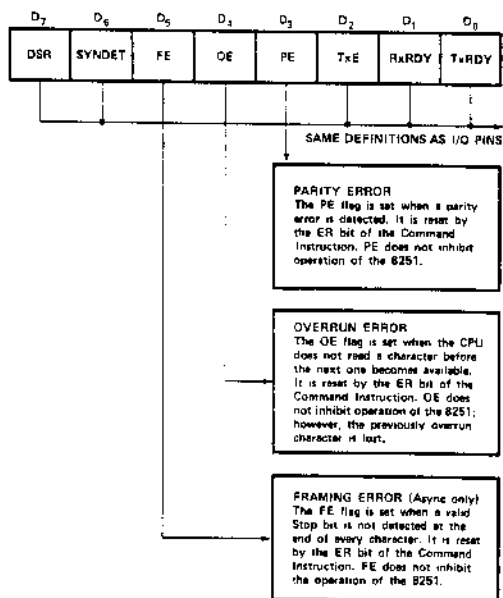 D7 D6 D5 D4 D3 D2 D1 D0
DSR SYNDET FE OE PE TxE RxRDY TxRDY
SAME DEFINITIONS AS I/O PINS
PARITY ERROR
The PE flag is set when a parity
error is detected. It is reset by
the ER bit of the Command
Instruction. PE does not inhibit
operation of the 8251.
OVERRUN ERROR
The OE flag is set when the CPU
does not read a character before
the next one becomes available.
It is reset by the ER bit of the
Command Instruction. OE does
not inhibit operation of the 8251;
however, the previously overrun
character is lost.
FRAMING ERROR (Async only)
The FE flag is set when a valid
Stop bit is not detected at the
end of every character. It is reset
by the ER bit of the Command
Instruction. FE does not inhibit
the operation of the 8251.